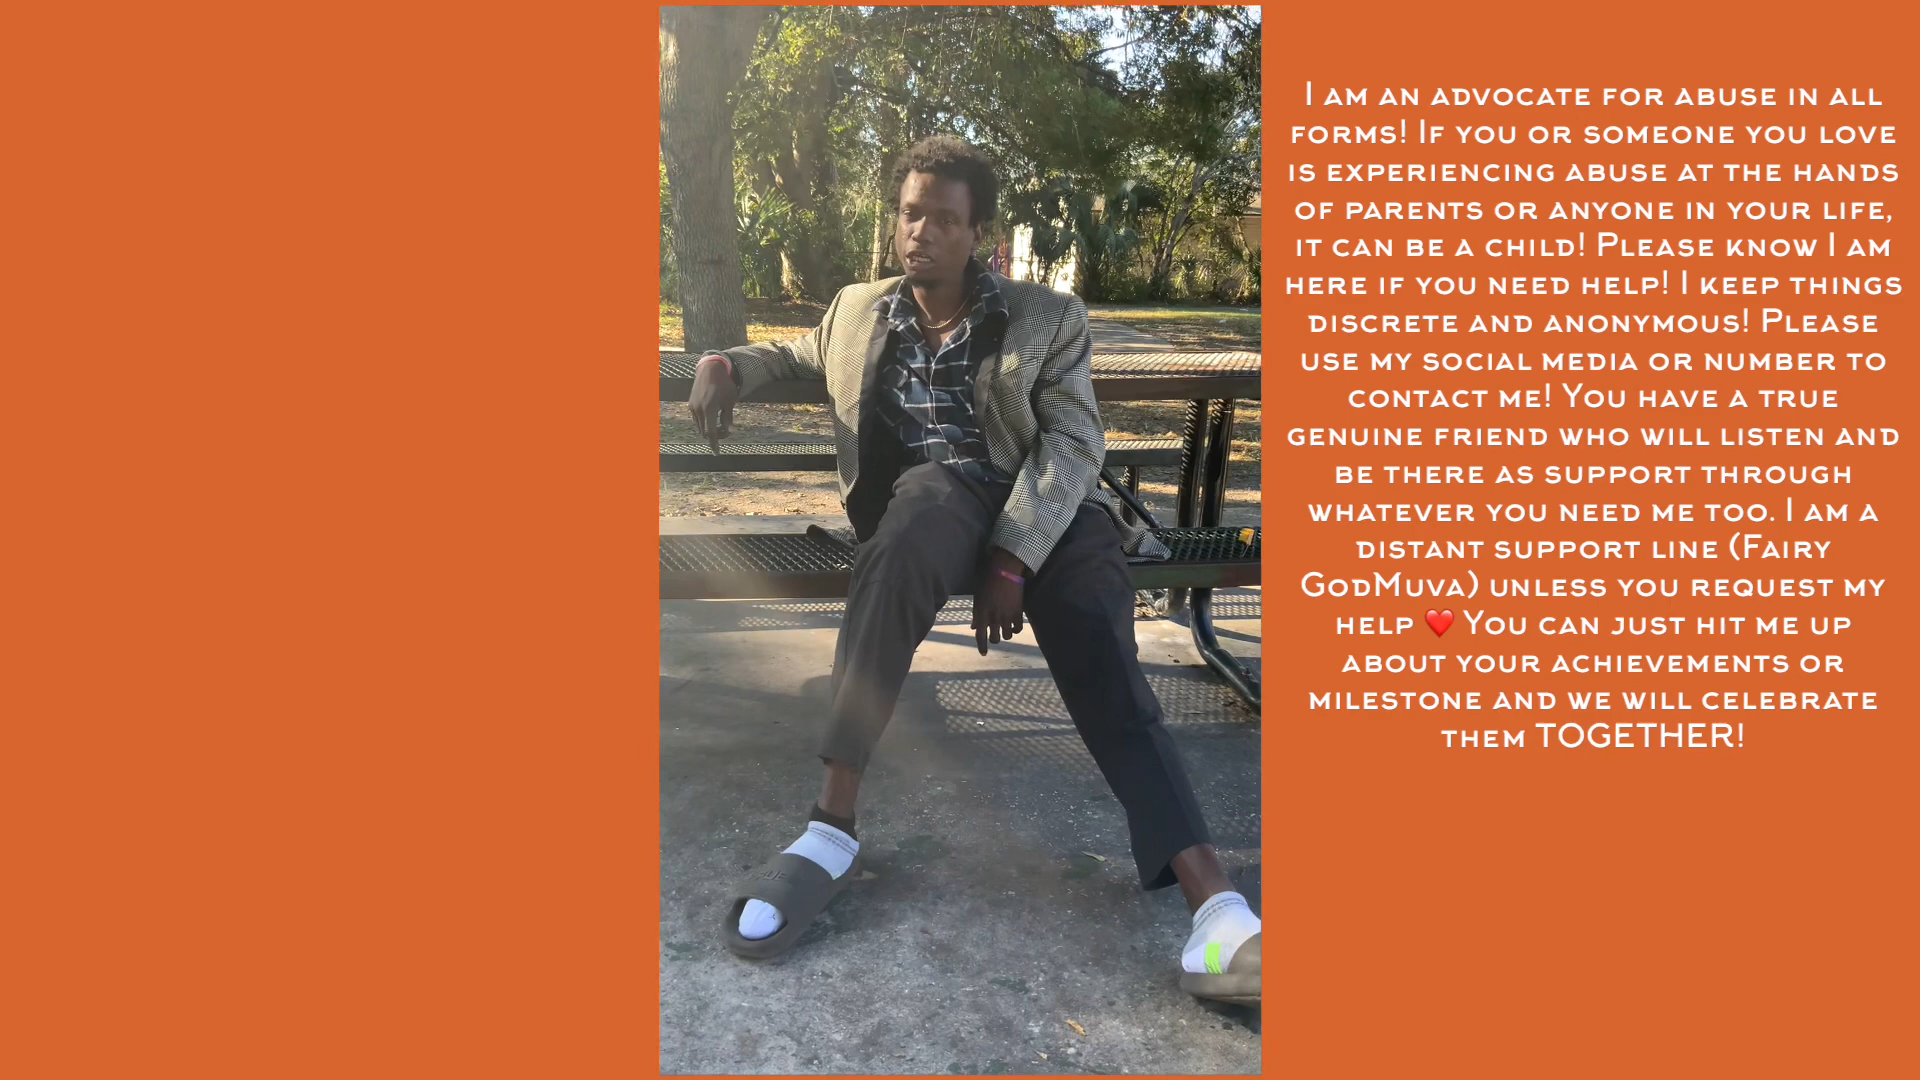 I am an advocate for abuse in all
forms! If you or someone you love
is experiencing abuse at the hands
of parents or anyone in your life,
it can be a child! Please know I am
here if you need help! I keep things
discrete and anonymous! Please
use my social media or number to
contact me! You have a true
genuine friend who will listen and
be there as support through
whatever you need me too. I am a
distant support line (Fairy
GodMuva) unless you request my
help ❤️ You can just hit me up
about your achievements or
milestone and we will celebrate
them TOGETHER!